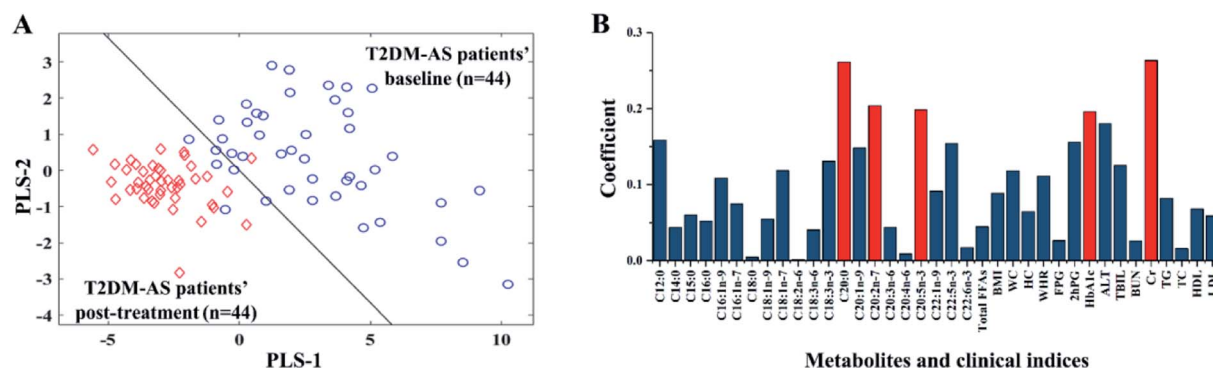 A
3
2
1
0
-1
-2
-3
-4
PLS-2
T2DM-AS patients'
baseline (n=44)
T2DM-AS patients'
post-treatment (n=44)
-5
0
5
10
PLS-1
B
0.3
0.2
0.1
0.0
Coefficient
C12:0
C14:0
C15:0
C16:0
C16:1n-9
C16:1n-7
C18:0
C18:1n-9
C18:1n-7
C18:2n-6
C18:3n-6
C18:3n-3
C20:0
C20:1n-9
C20:2n-7
C20:3n-6
C20:4n-6
C20:5n-3
C22:1n-9
C22:5n-3
C22:6n-3
Total FFAs
BMI
WC
HC
WHR
FPG
2hPG
HbA1c
ALT
TBIL
BUN
Cr
TG
TC
HDL
Metabolites and clinical indices